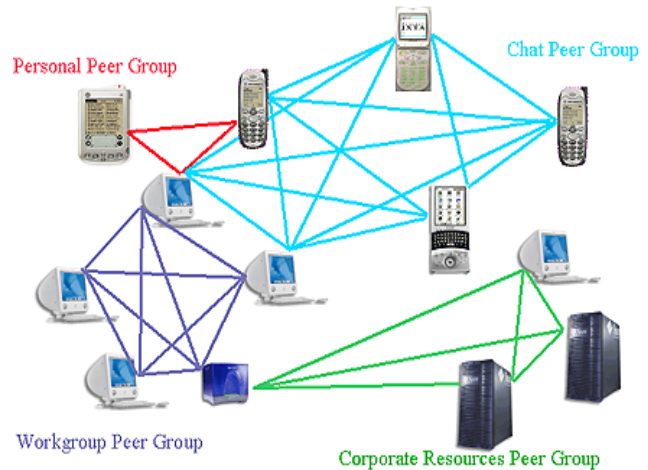 Chat Peer Group
Personal Peer Group
Workgroup Peer Group
Corporate Resources Peer Group